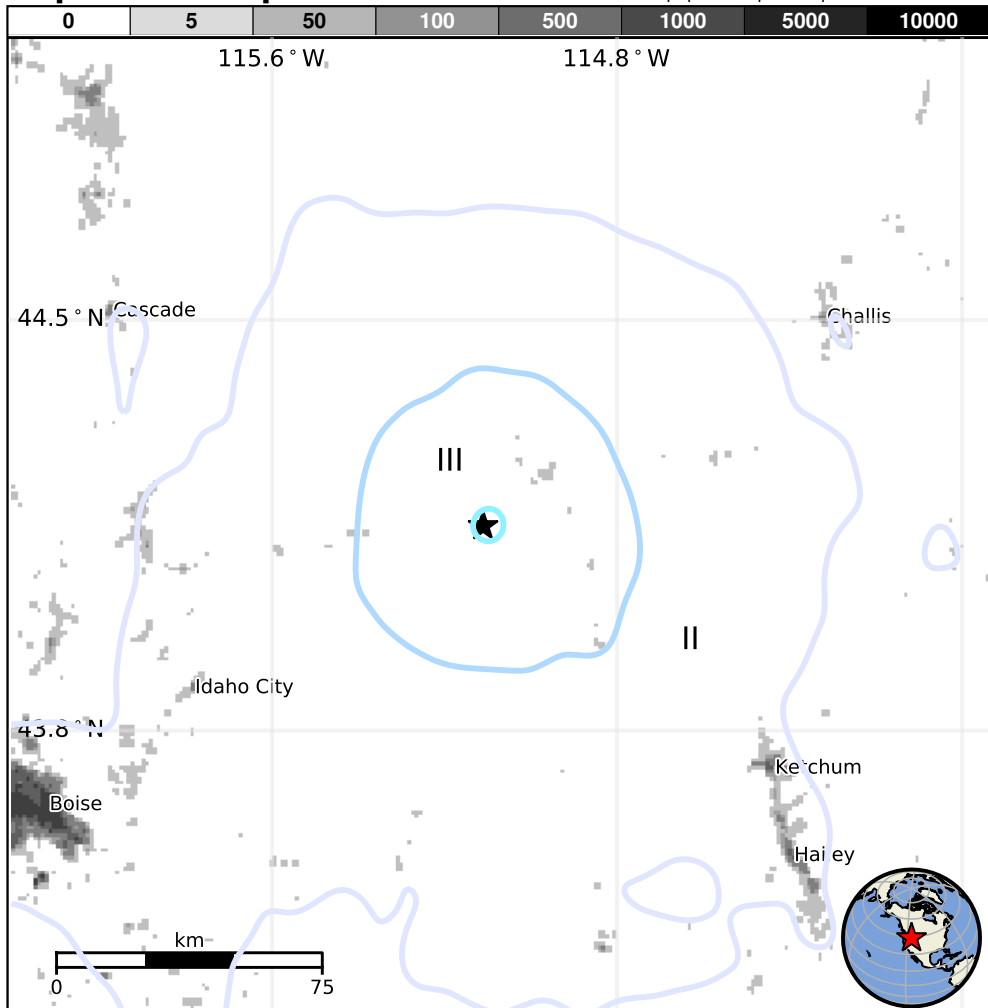 0 5 50 100 500 1000 5000 10000
115.6°W 114.8°W
Cascade
44.5°N
Challis
III
II
Idaho City
43.8°N
Ketchum
Boise
Hailey
km
0 75